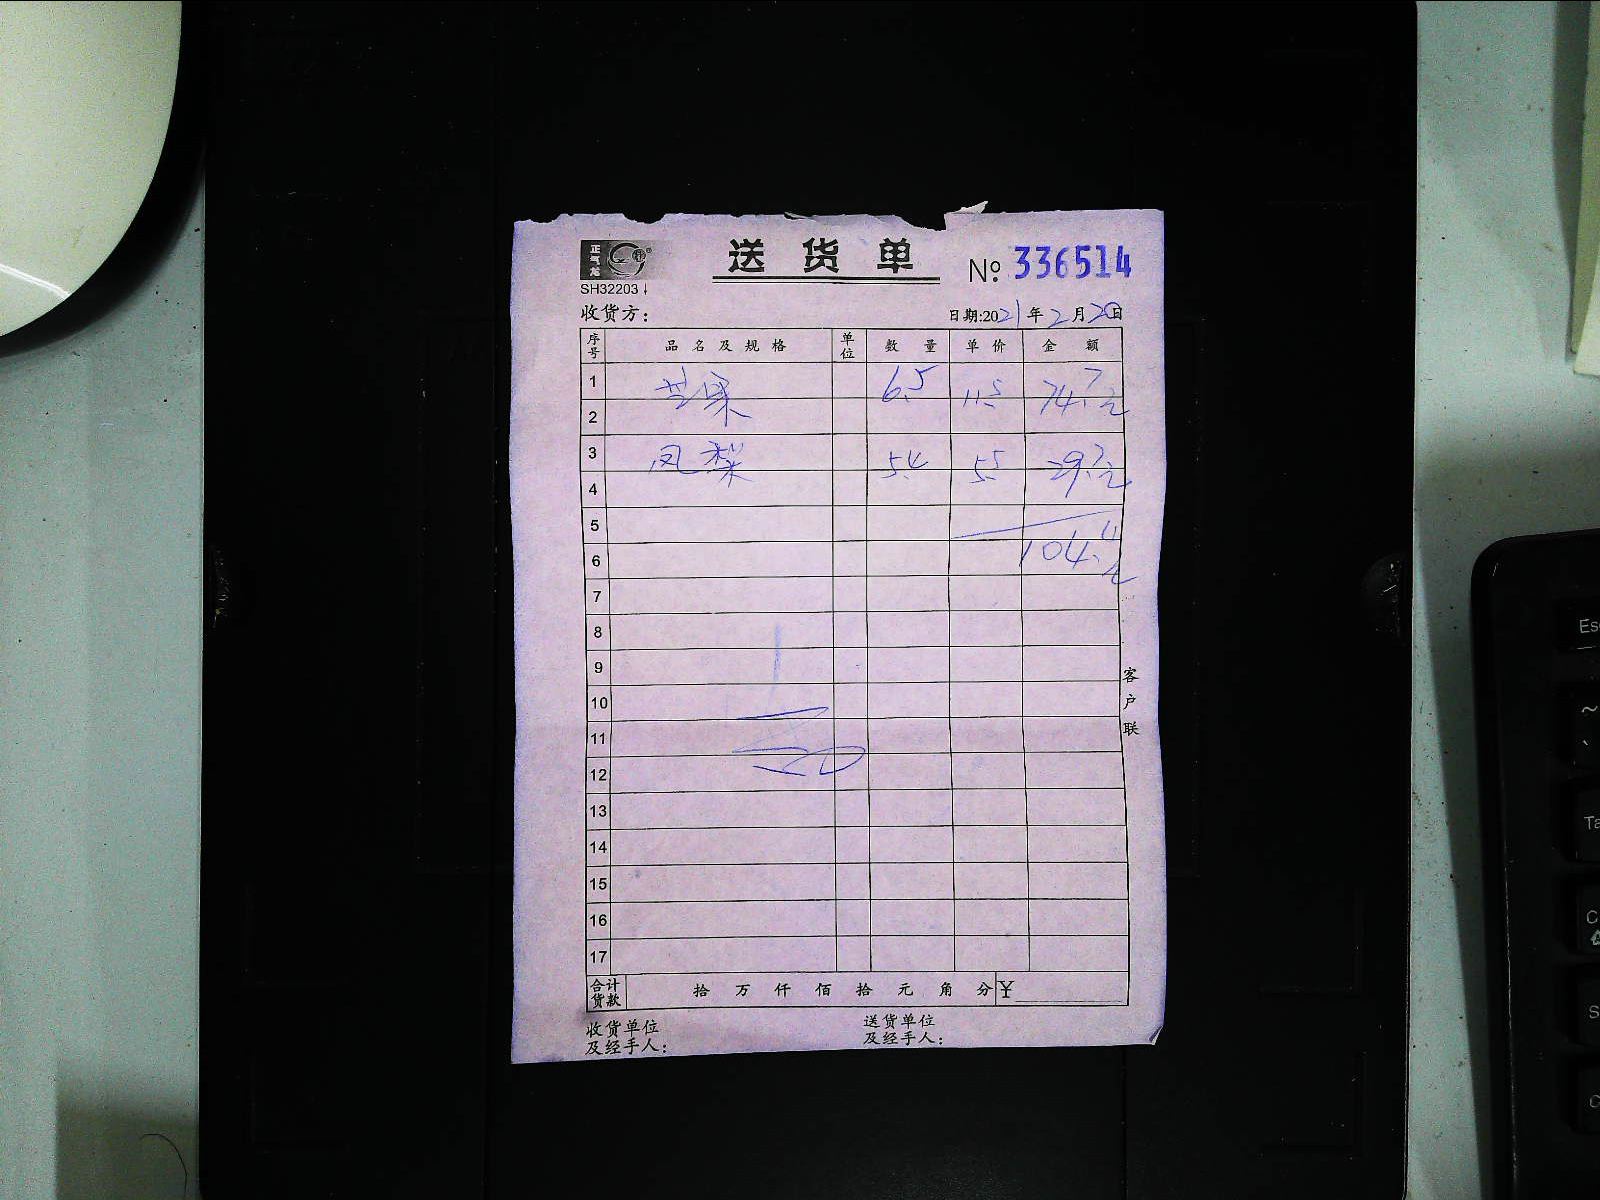 正气龙
送货单 No: 336514
SH32203
收货方: 日期:2021年2月20日
序号 品名及规格 单位 数量 单价 金额
1 芒果 6.5 11.5 74.7元
2
3 凤梨 5.4 5.5 29.7元
4
5
6 104.4元
7
8
9
10
11
12
13
14
15
16
17
客户联
合计货款 拾万仟佰拾元角分 ¥
收货单位及经手人: 送货单位及经手人:
Esc
~